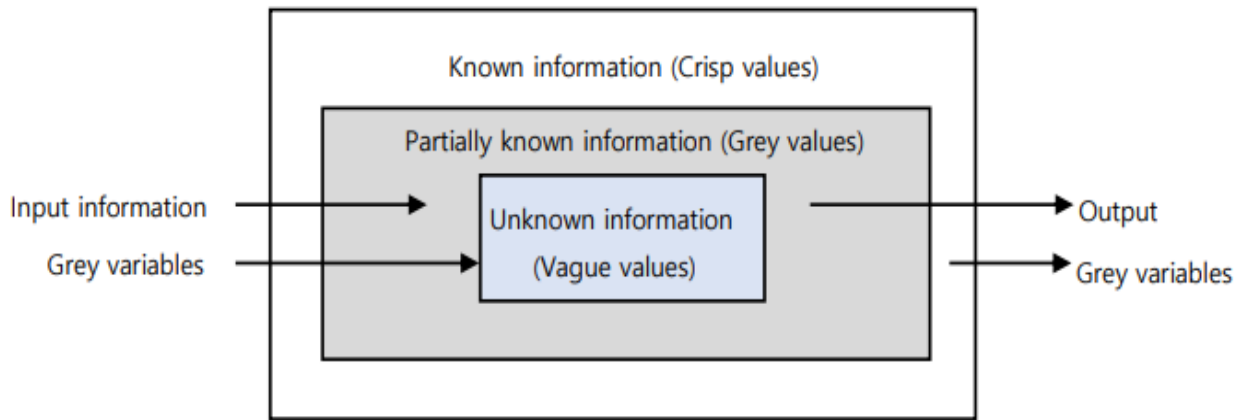 Known information (Crisp values)
Partially known information (Grey values)
Input information
Unknown information
(Vague values)
Output
Grey variables
Grey variables